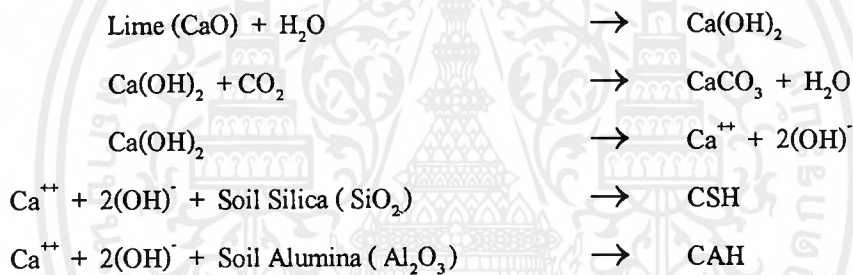 Lime (CaO) + H₂O → Ca(OH)₂
Ca(OH)₂ + CO₂ → CaCO₃ + H₂O
Ca(OH)₂ → Ca⁺⁺ + 2(OH)⁻
Ca⁺⁺ + 2(OH)⁻ + Soil Silica ( SiO₂) → CSH
Ca⁺⁺ + 2(OH)⁻ + Soil Alumina ( Al₂O₃) → CAH